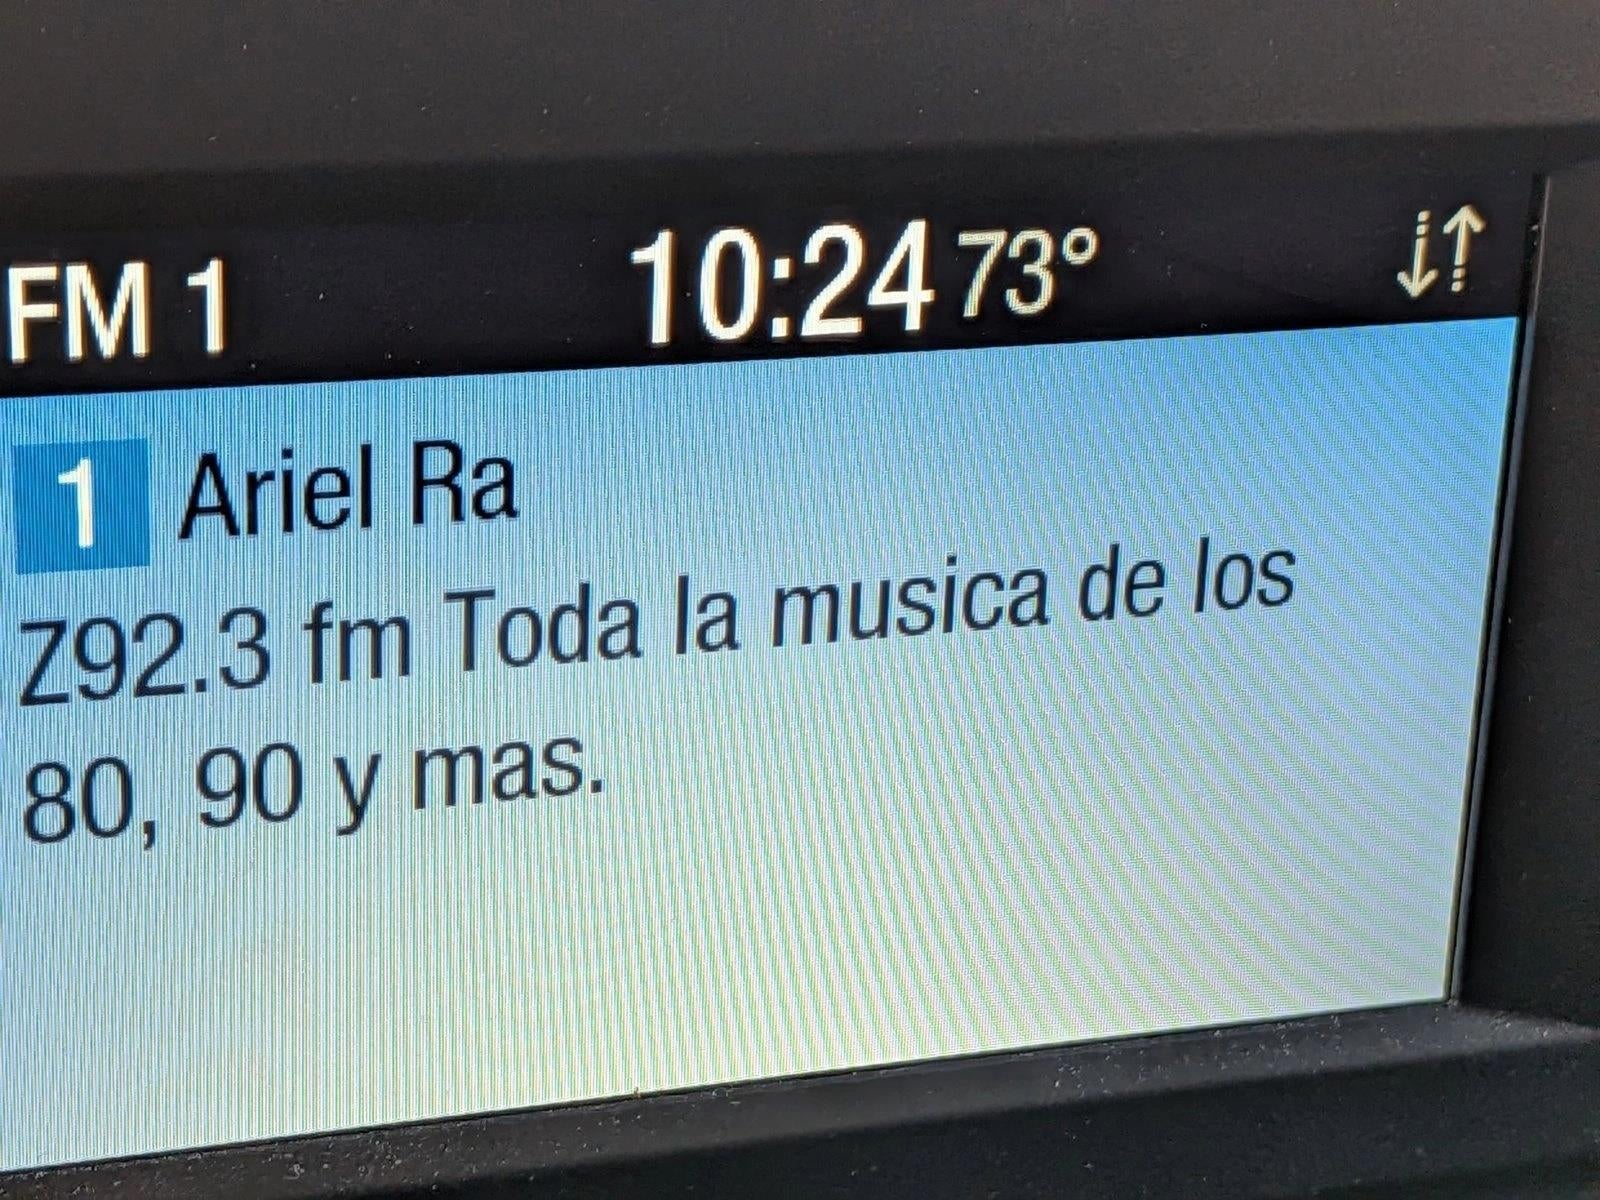 FM 1 10:24 73°
1 Ariel Ra
Z92.3 fm Toda la musica de los
80, 90 y mas.